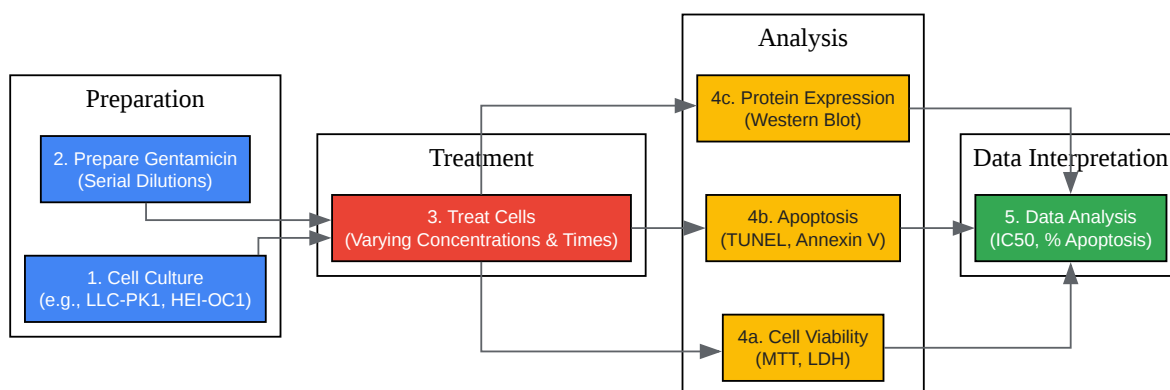 Preparation
2. Prepare Gentamicin
(Serial Dilutions)
1. Cell Culture
(e.g., LLC-PK1, HEI-OC1)
Treatment
3. Treat Cells
(Varying Concentrations & Times)
Analysis
4c. Protein Expression
(Western Blot)
4b. Apoptosis
(TUNEL, Annexin V)
4a. Cell Viability
(MTT, LDH)
Data Interpretation
5. Data Analysis
(IC50, % Apoptosis)